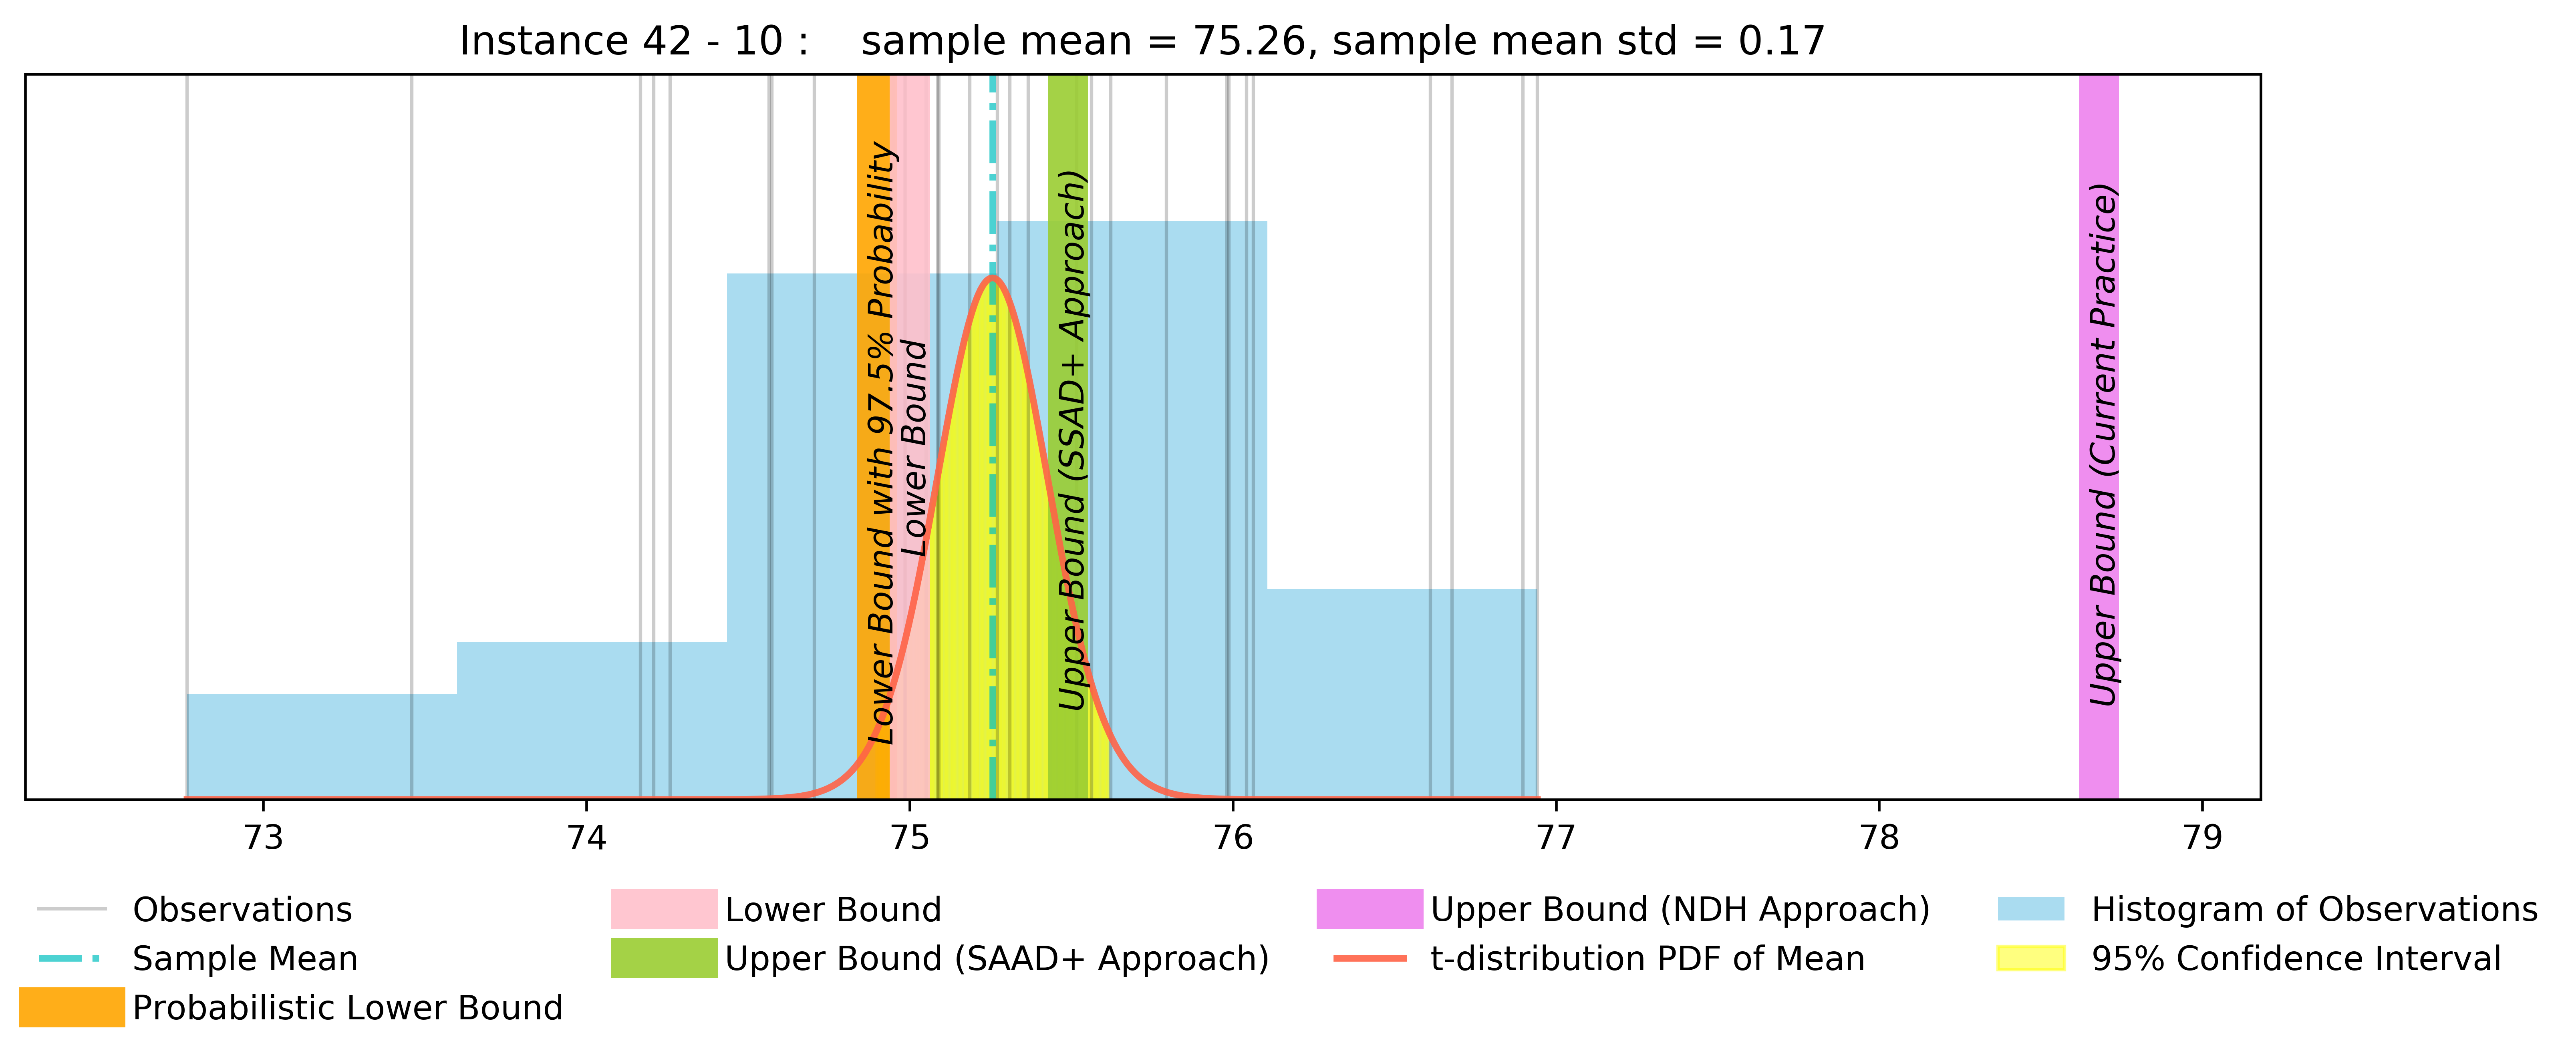 Instance 42 - 10 :    sample mean = 75.26, sample mean std = 0.17
Lower Bound with 97.5% Probability
Lower Bound
Upper Bound (SSAD+ Approach)
Upper Bound (Current Practice)
73 74 75 76 77 78 79
Observations
Sample Mean
Probabilistic Lower Bound
Lower Bound
Upper Bound (SAAD+ Approach)
Upper Bound (NDH Approach)
t-distribution PDF of Mean
Histogram of Observations
95% Confidence Interval